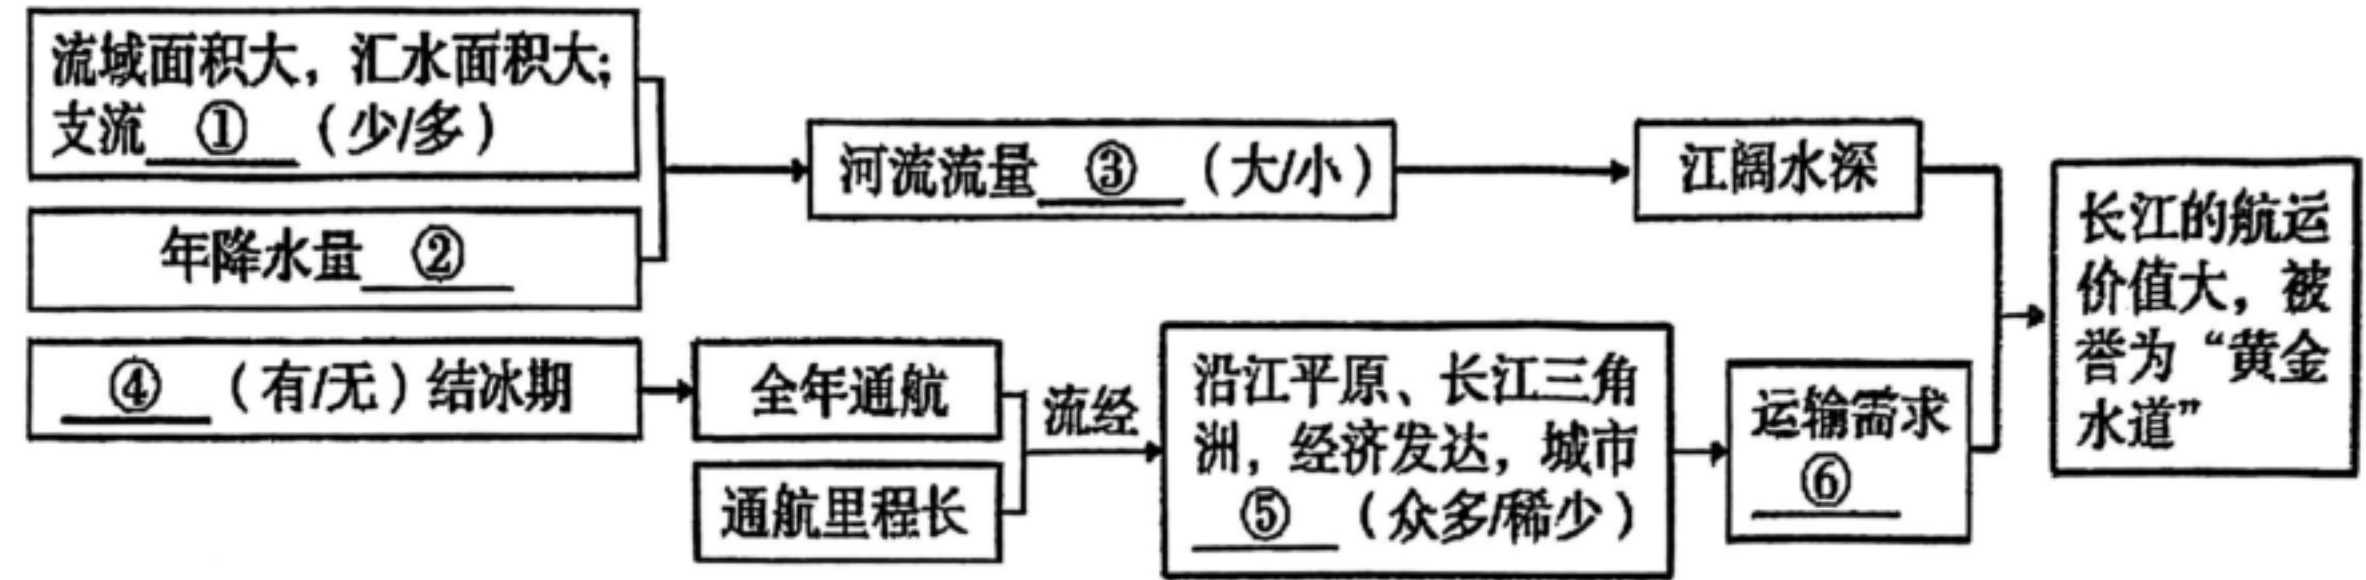 流域面积大，汇水面积大；
支流 ① （少/多）
年降水量 ②
河流流量 ③ （大/小）
江阔水深
④ （有/无）结冰期
全年通航
通航里程长
流经
沿江平原、长江三角
洲，经济发达，城市
⑤ （众多/稀少）
运输需求
⑥
长江的航运
价值大，被
誉为“黄金
水道”